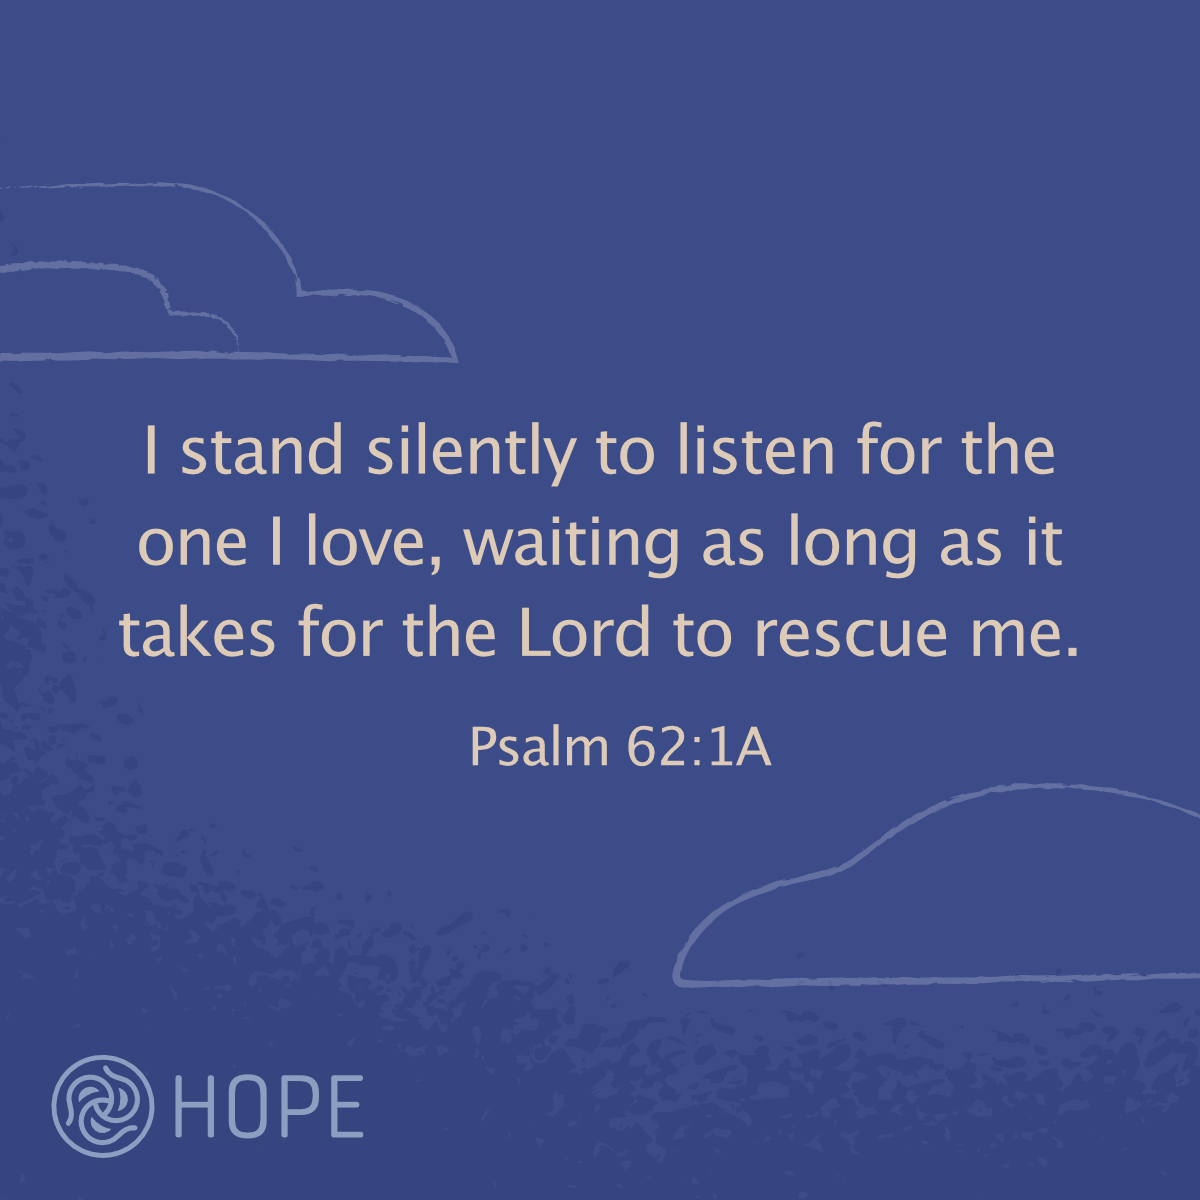 I stand silently to listen for the
one I love, waiting as long as it
takes for the Lord to rescue me.
Psalm 62:1A
HOPE